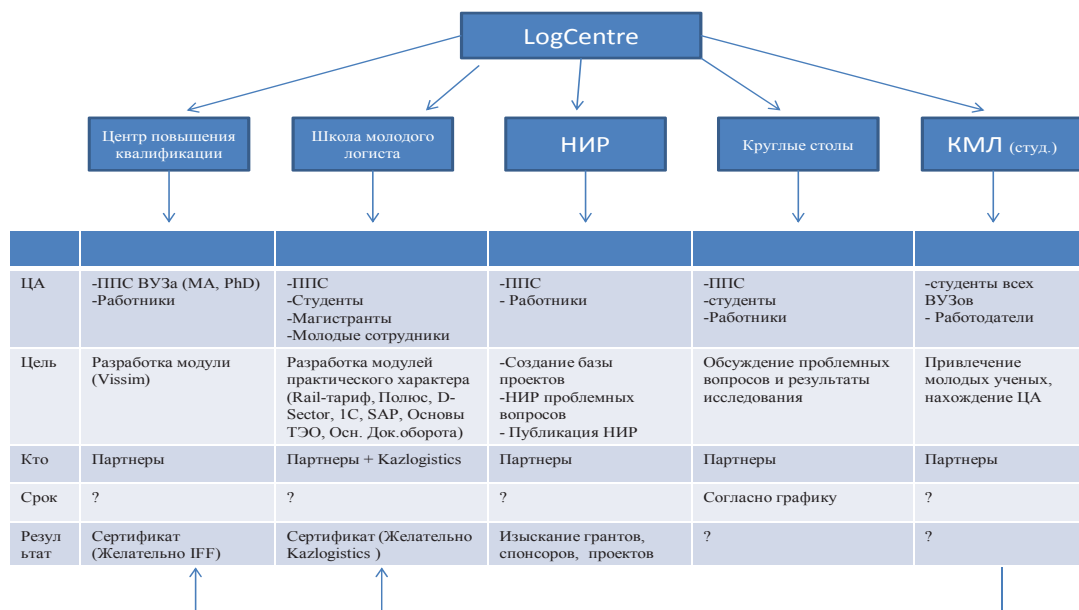 LogCentre
Центр повышения
квалификации
Школа молодого
логиста
НИР
Круглые столы
КМЛ (студ.)
ЦА
-ППС ВУЗа (MA, PhD)
-Работники
-ППС
-Студенты
-Магистранты
-Молодые сотрудники
-ППС
- Работники
-ППС
-студенты
-Работники
-студенты всех
ВУЗов
- Работодатели
Цель
Разработка модули
(Vissim)
Разработка модулей
практического характера
(Rail-тариф, Полюс, D-
Sector, 1С, SAP, Основы
ТЭО, Осн. Док.оборота)
-Создание базы
проектов
-НИР проблемных
вопросов
- Публикация НИР
Обсуждение проблемных
вопросов и результаты
исследования
Привлечение
молодых ученых,
нахождение ЦА
Кто
Партнеры
Партнеры + Kazlogistics
Партнеры
Партнеры
Партнеры
Срок
?
?
?
Согласно графику
?
Резул
ьтат
Сертификат
(Желательно IFF)
Сертификат (Желательно
Kazlogistics )
Изыскание грантов,
спонсоров, проектов
?
?